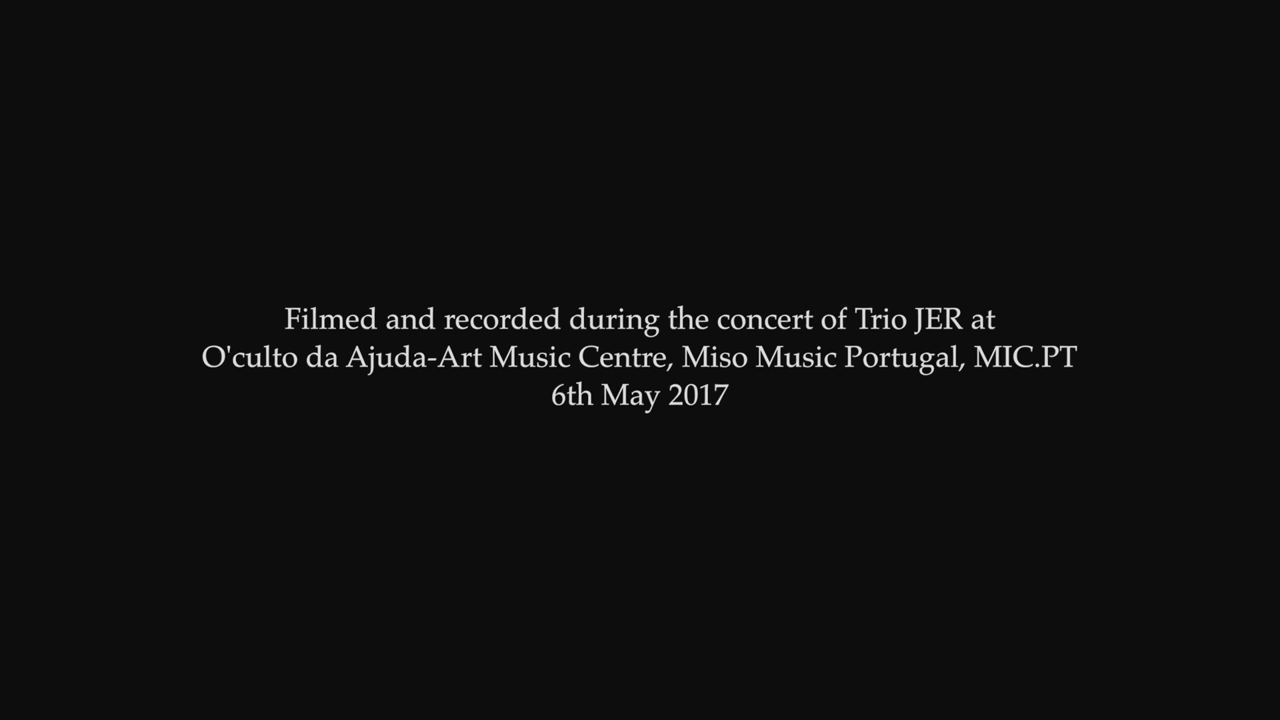 Filmed and recorded during the concert of Trio JER at
O'culto da Ajuda-Art Music Centre, Miso Music Portugal, MIC.PT
6th May 2017